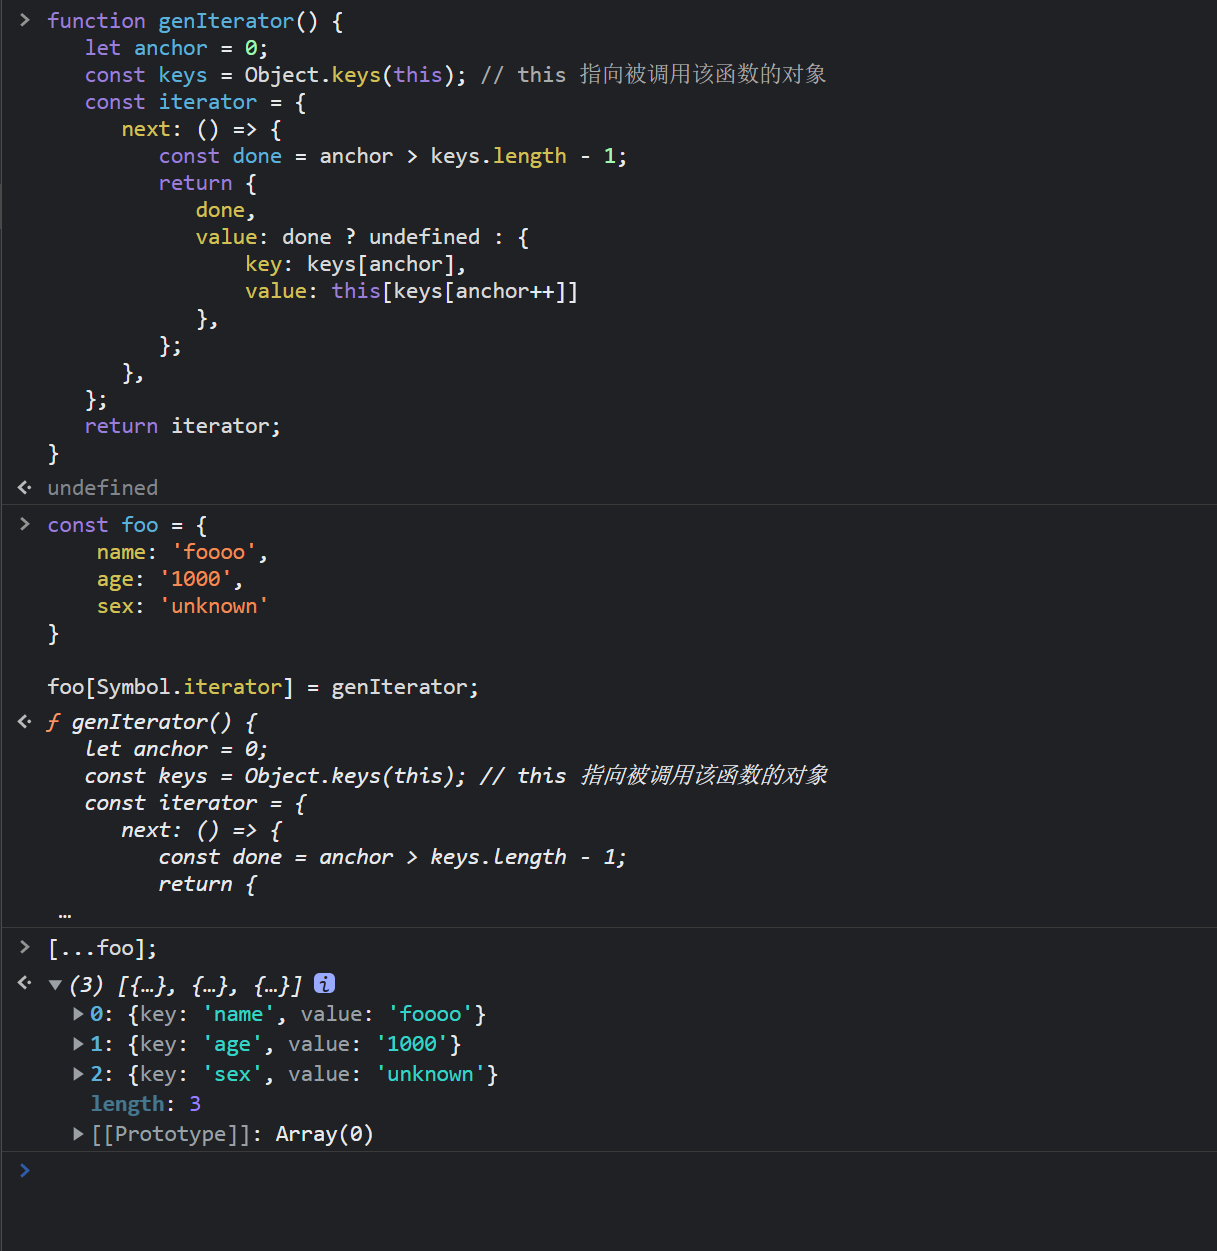 function genIterator() {
let anchor = 0;
const keys = Object.keys(this); // this 指向被调用该函数的对象
const iterator = {
next: () => {
const done = anchor > keys.length - 1;
return {
done,
value: done ? undefined : {
key: keys[anchor],
value: this[keys[anchor++]]
},
};
},
};
return iterator;
}
undefined
const foo = {
name: 'foooo',
age: '1000',
sex: 'unknown'
}
foo[Symbol.iterator] = genIterator;
ƒ genIterator() {
let anchor = 0;
const keys = Object.keys(this); // this 指向被调用该函数的对象
const iterator = {
next: () => {
const done = anchor > keys.length - 1;
return {
…
[...foo];
(3) [{…}, {…}, {…}] i
0: {key: 'name', value: 'foooo'}
1: {key: 'age', value: '1000'}
2: {key: 'sex', value: 'unknown'}
length: 3
[[Prototype]]: Array(0)